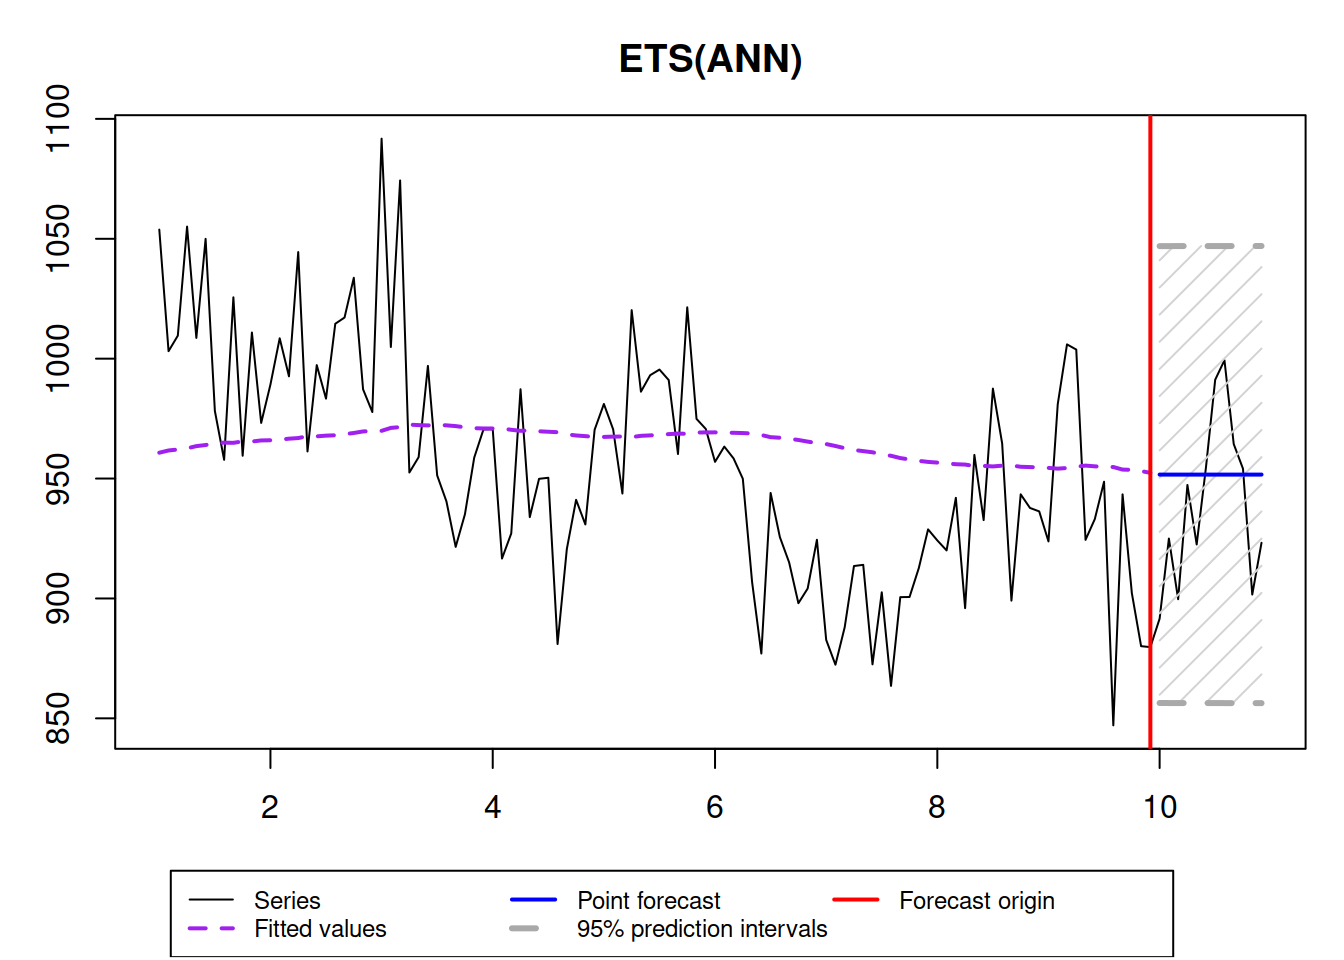 ETS(ANN)
1100
1050
1000
950
900
850
2 4 6 8 10
Series Point forecast Forecast origin
Fitted values 95% prediction intervals